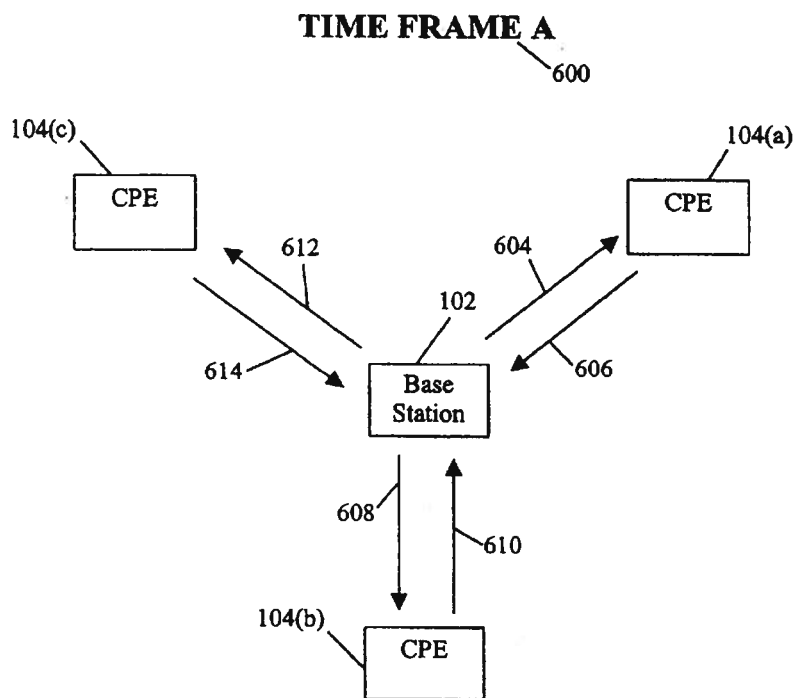 TIME FRAME A
600
104(c)
104(a)
CPE
CPE
612
604
102
614
606
Base
Station
608
610
104(b)
CPE